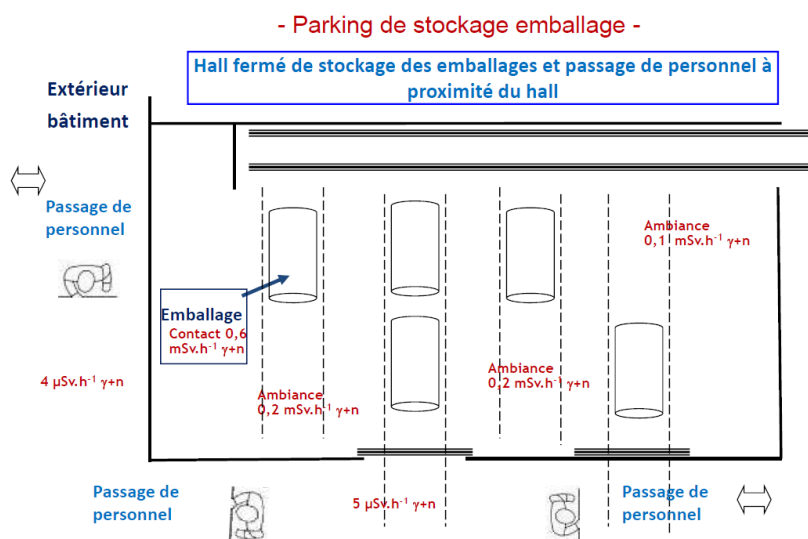 - Parking de stockage emballage -
Hall fermé de stockage des emballages et passage de personnel à
proximité du hall
Extérieur
bâtiment
Passage de
personnel
Ambiance
0,1 mSv.h⁻¹ γ+n
Emballage
Contact 0,6
mSv.h⁻¹ γ+n
4 µSv.h⁻¹ γ+n
Ambiance
0,2 mSv.h⁻¹ γ+n
Ambiance
0,2 mSv.h⁻¹ γ+n
Passage de
personnel
5 µSv.h⁻¹ γ+n
Passage de
personnel